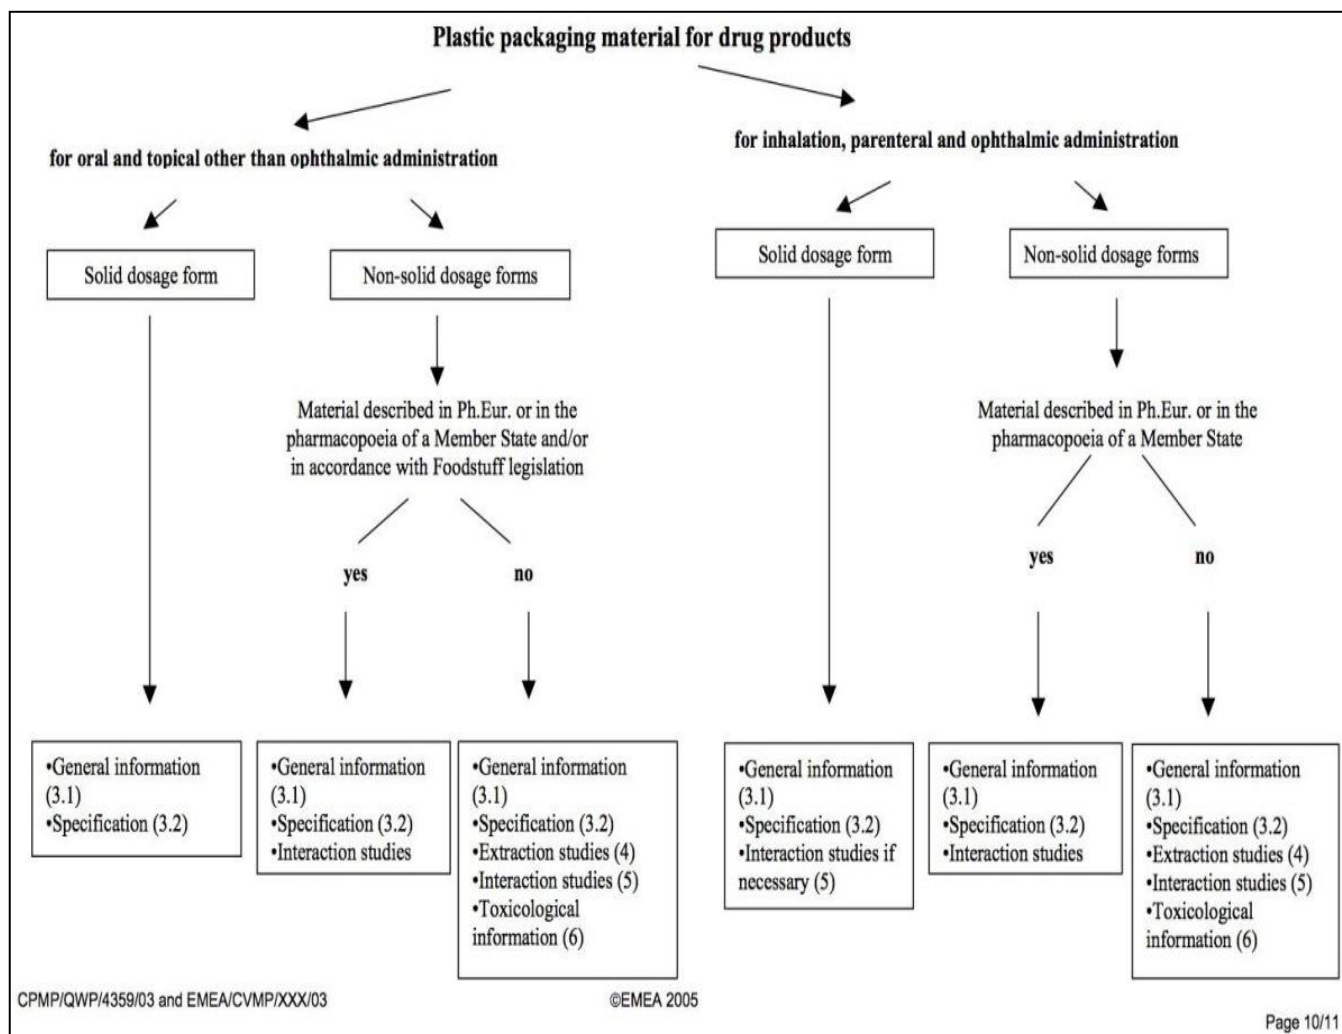 Plastic packaging material for drug products
for oral and topical other than ophthalmic administration
for inhalation, parenteral and ophthalmic administration
Solid dosage form
Non-solid dosage forms
Solid dosage form
Non-solid dosage forms
Material described in Ph.Eur. or in the
pharmacopoeia of a Member State and/or
in accordance with Foodstuff legislation
Material described in Ph.Eur. or in the
pharmacopoeia of a Member State
yes
no
yes
no
•General information
(3.1)
•Specification (3.2)
•General information
(3.1)
•Specification (3.2)
•Interaction studies
•General information
(3.1)
•Specification (3.2)
•Extraction studies (4)
•Interaction studies (5)
•Toxicological
information (6)
•General information
(3.1)
•Specification (3.2)
•Interaction studies if
necessary (5)
•General information
(3.1)
•Specification (3.2)
•Interaction studies
•General information
(3.1)
•Specification (3.2)
•Extraction studies (4)
•Interaction studies (5)
•Toxicological
information (6)
CPMP/QWP/4359/03 and EMEA/CVMP/XXX/03
©EMEA 2005
Page 10/11